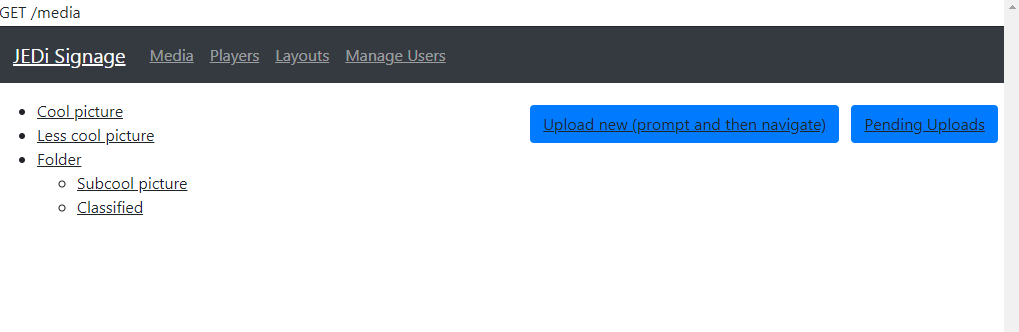 GET /media
JEDi Signage Media Players Layouts Manage Users
Cool picture
Less cool picture
Folder
Subcool picture
Classified
Upload new (prompt and then navigate) Pending Uploads